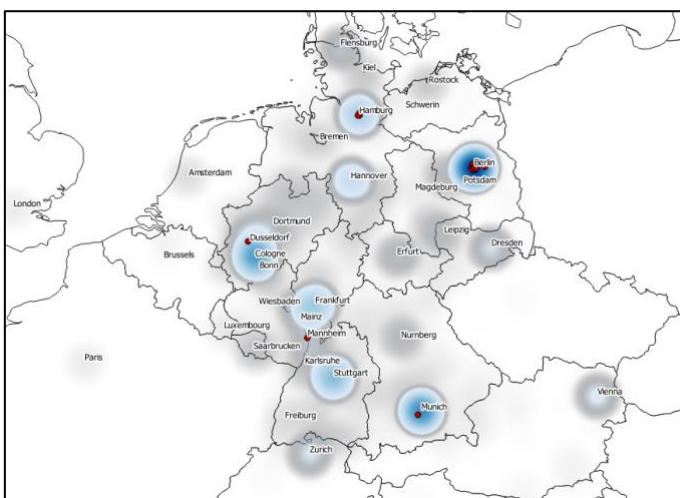 Flensburg
Kiel
Rostock
Schwerin
Hamburg
Bremen
Berlin
Amsterdam
Hannover
Potsdam
Magdeburg
London
Dortmund
Leipzig
Dusseldorf
Dresden
Brussels
Cologne
Erfurt
Bonn
Wiesbaden
Frankfurt
Mainz
Luxembourg
Mannheim
Nurnberg
Saarbrucken
Paris
Karlsruhe
Stuttgart
Vienna
Munich
Freiburg
Zurich